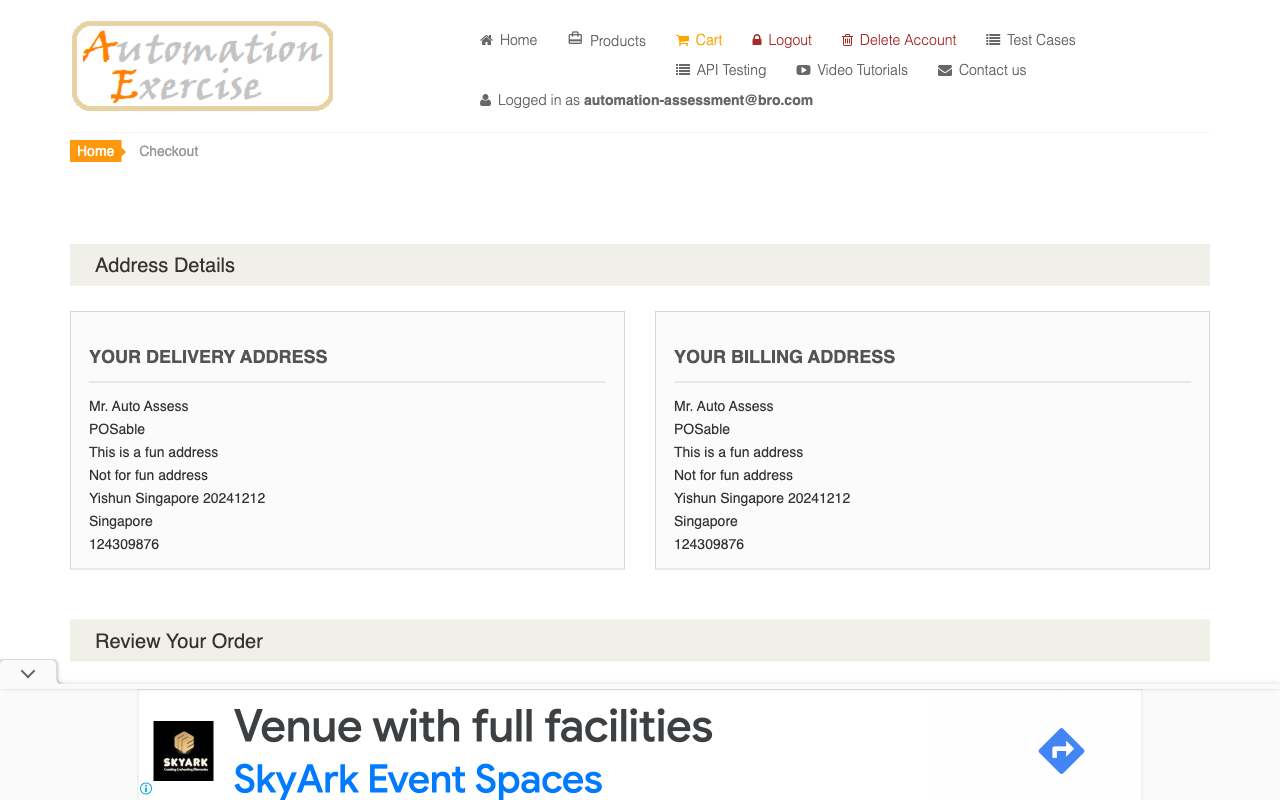 Automation
Exercise
Home
Products
Cart
Logout
Delete Account
Test Cases
API Testing
Video Tutorials
Contact us
Logged in as automation-assessment@bro.com
Home
Checkout
Address Details
YOUR DELIVERY ADDRESS
Mr. Auto Assess
POSable
This is a fun address
Not for fun address
Yishun Singapore 20241212
Singapore
124309876
YOUR BILLING ADDRESS
Mr. Auto Assess
POSable
This is a fun address
Not for fun address
Yishun Singapore 20241212
Singapore
124309876
Review Your Order
SKYARK
Venue with full facilities
SkyArk Event Spaces